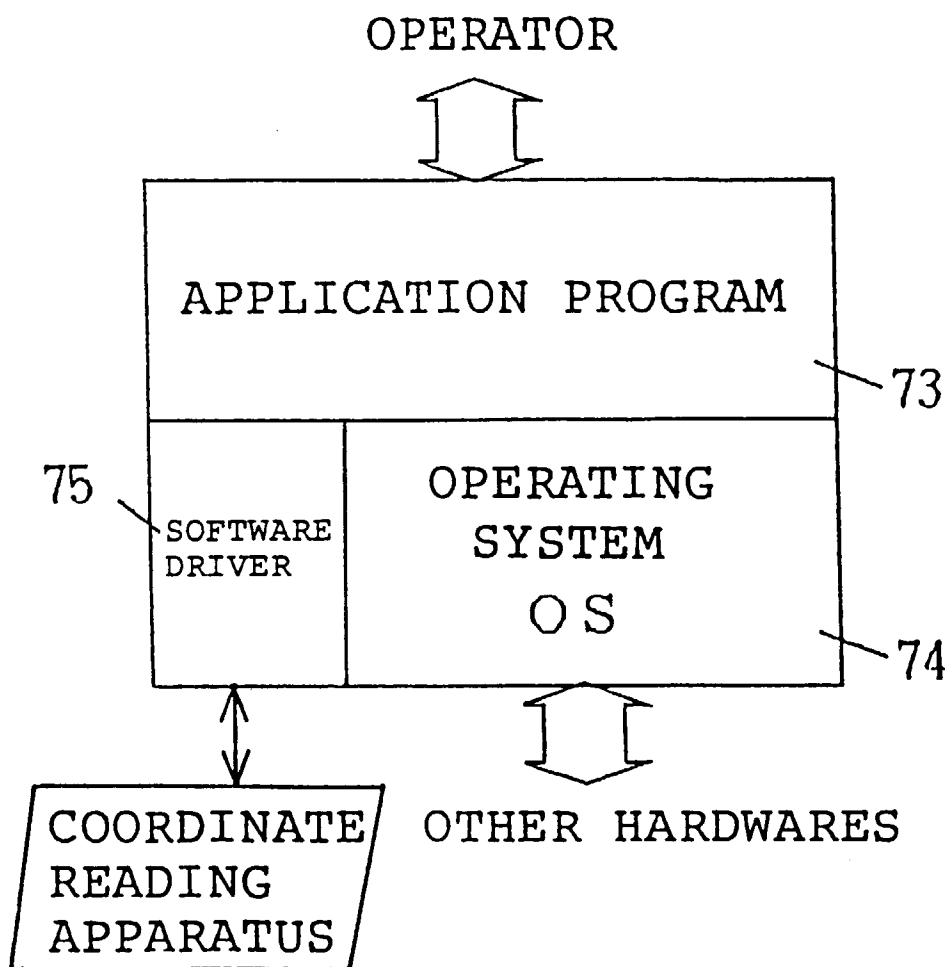 OPERATOR
APPLICATION PROGRAM
73
75
SOFTWARE
DRIVER
OPERATING
SYSTEM
OS
74
COORDINATE
READING
APPARATUS
OTHER HARDWARES